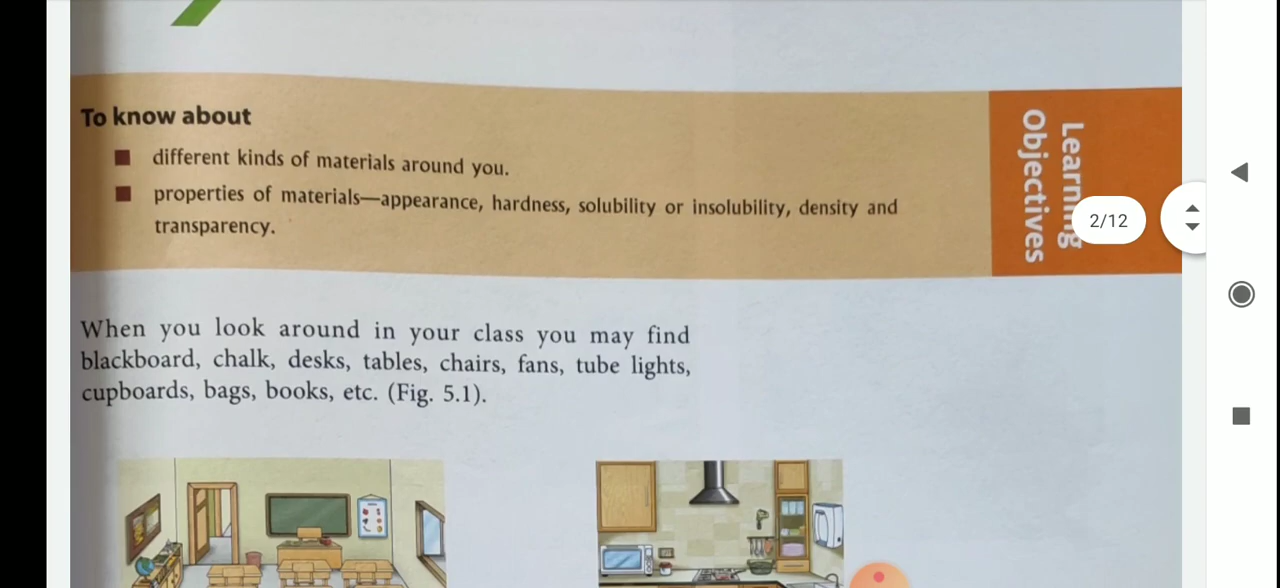 To know about
■ different kinds of materials around you.
■ properties of materials—appearance, hardness, solubility or insolubility, density and
transparency.
Learning
Objectives
2/12
When you look around in your class you may find
blackboard, chalk, desks, tables, chairs, fans, tube lights,
cupboards, bags, books, etc. (Fig. 5.1).